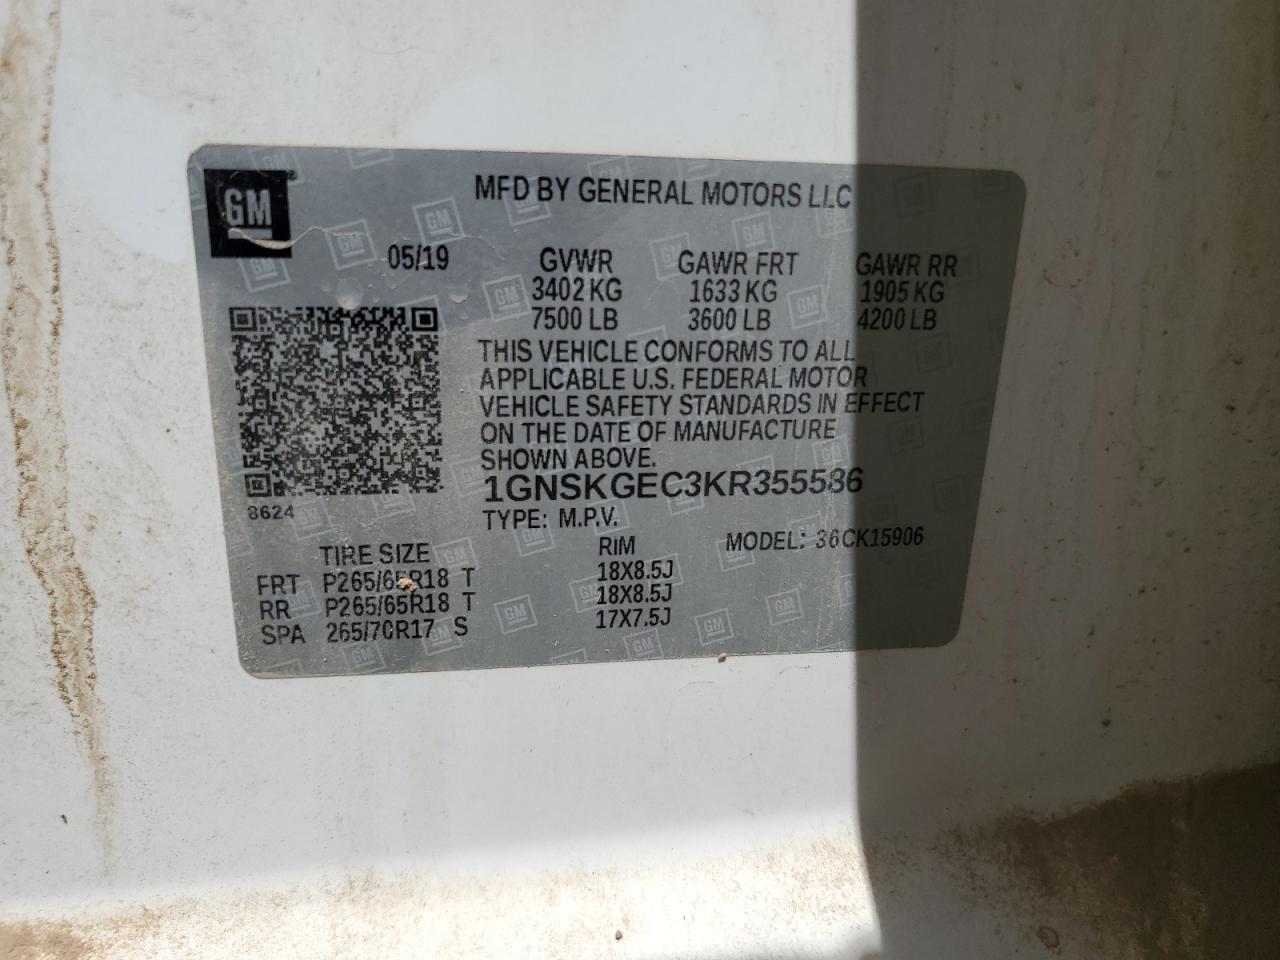 GM
MFD BY GENERAL MOTORS LLC
05/19 GVWR GAWR FRT GAWR RR
3402 KG 1633 KG 1905 KG
7500 LB 3600 LB 4200 LB
THIS VEHICLE CONFORMS TO ALL
APPLICABLE U.S. FEDERAL MOTOR
VEHICLE SAFETY STANDARDS IN EFFECT
ON THE DATE OF MANUFACTURE
SHOWN ABOVE.
1GNSKGEC3KR355586
8624
TYPE: M.P.V.
MODEL: 36CK15906
TIRE SIZE RIM
FRT P265/65R18 T 18X8.5J
RR P265/65R18 T 18X8.5J
SPA 265/70R17 S 17X7.5J